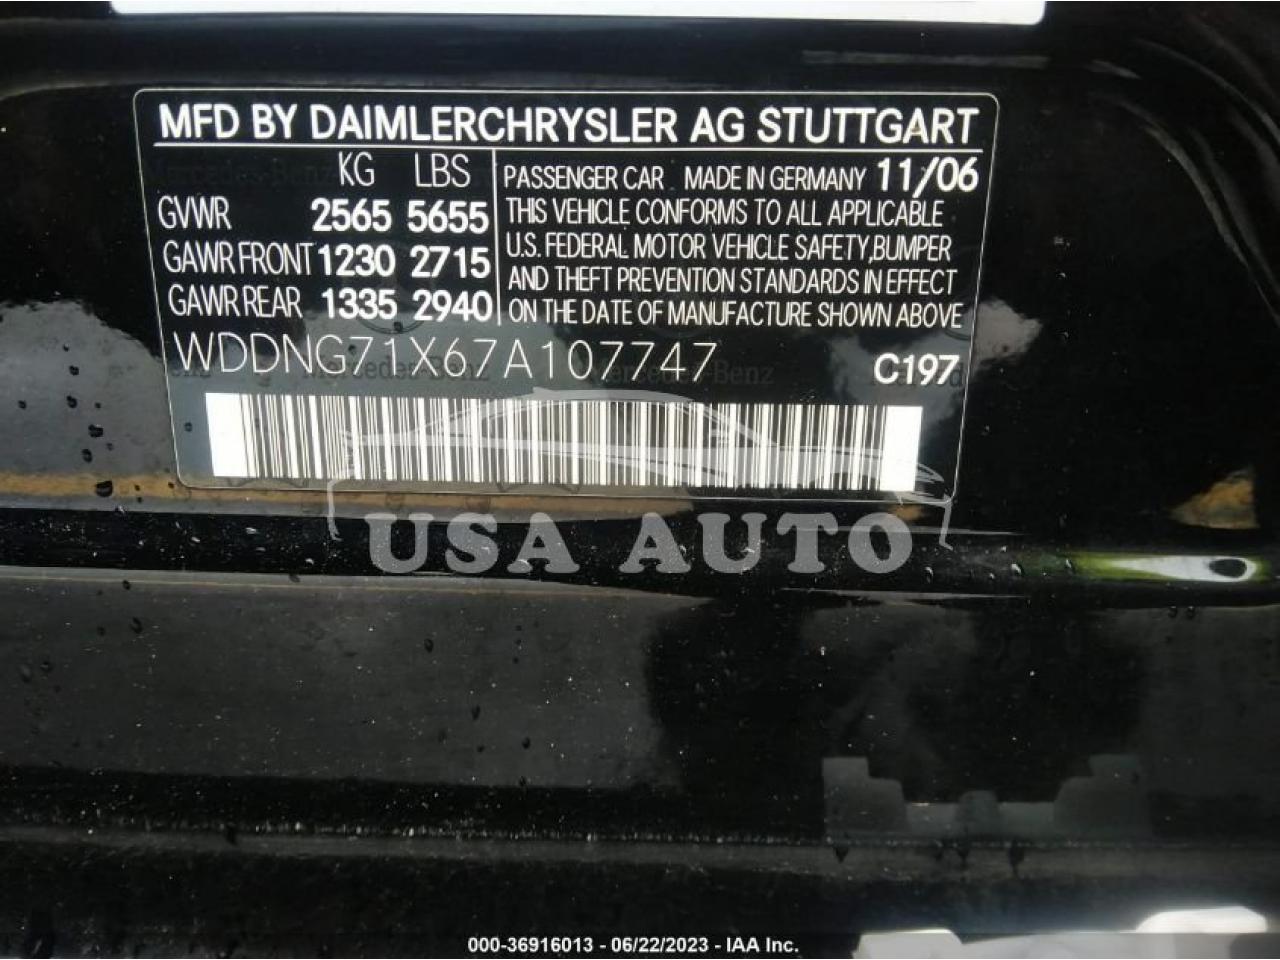 MFD BY DAIMLERCHRYSLER AG STUTTGART
KG LBS
GVWR 2565 5655
GAWR FRONT 1230 2715
GAWR REAR 1335 2940
PASSENGER CAR MADE IN GERMANY 11/06
THIS VEHICLE CONFORMS TO ALL APPLICABLE
U.S. FEDERAL MOTOR VEHICLE SAFETY, BUMPER
AND THEFT PREVENTION STANDARDS IN EFFECT
ON THE DATE OF MANUFACTURE SHOWN ABOVE
WDDNG71X67A107747 C197
Mercedes-Benz
USA AUTO
000-36916013 - 06/22/2023 - IAA Inc.